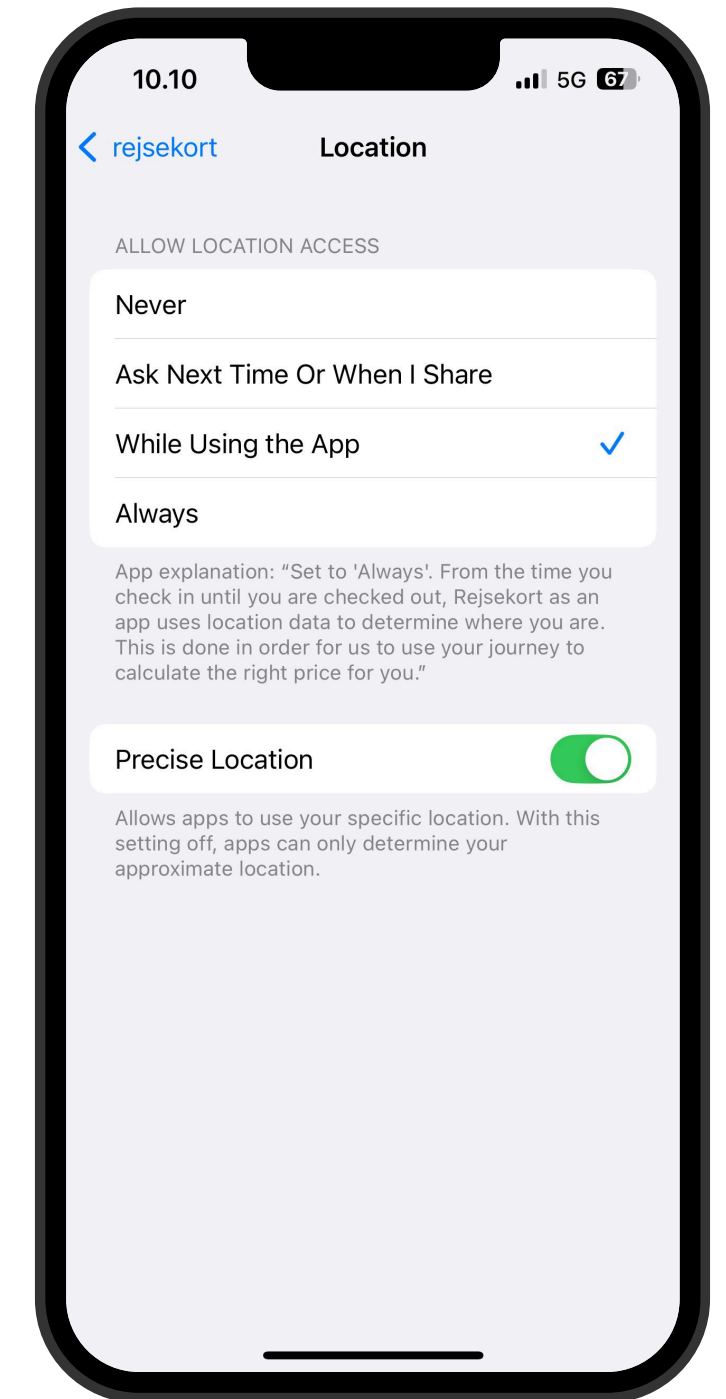 10.10 5G 67
rejsekort Location
ALLOW LOCATION ACCESS
Never
Ask Next Time Or When I Share
While Using the App
Always
App explanation: “Set to 'Always'. From the time you
check in until you are checked out, Rejsekort as an
app uses location data to determine where you are.
This is done in order for us to use your journey to
calculate the right price for you.”
Precise Location
Allows apps to use your specific location. With this
setting off, apps can only determine your
approximate location.